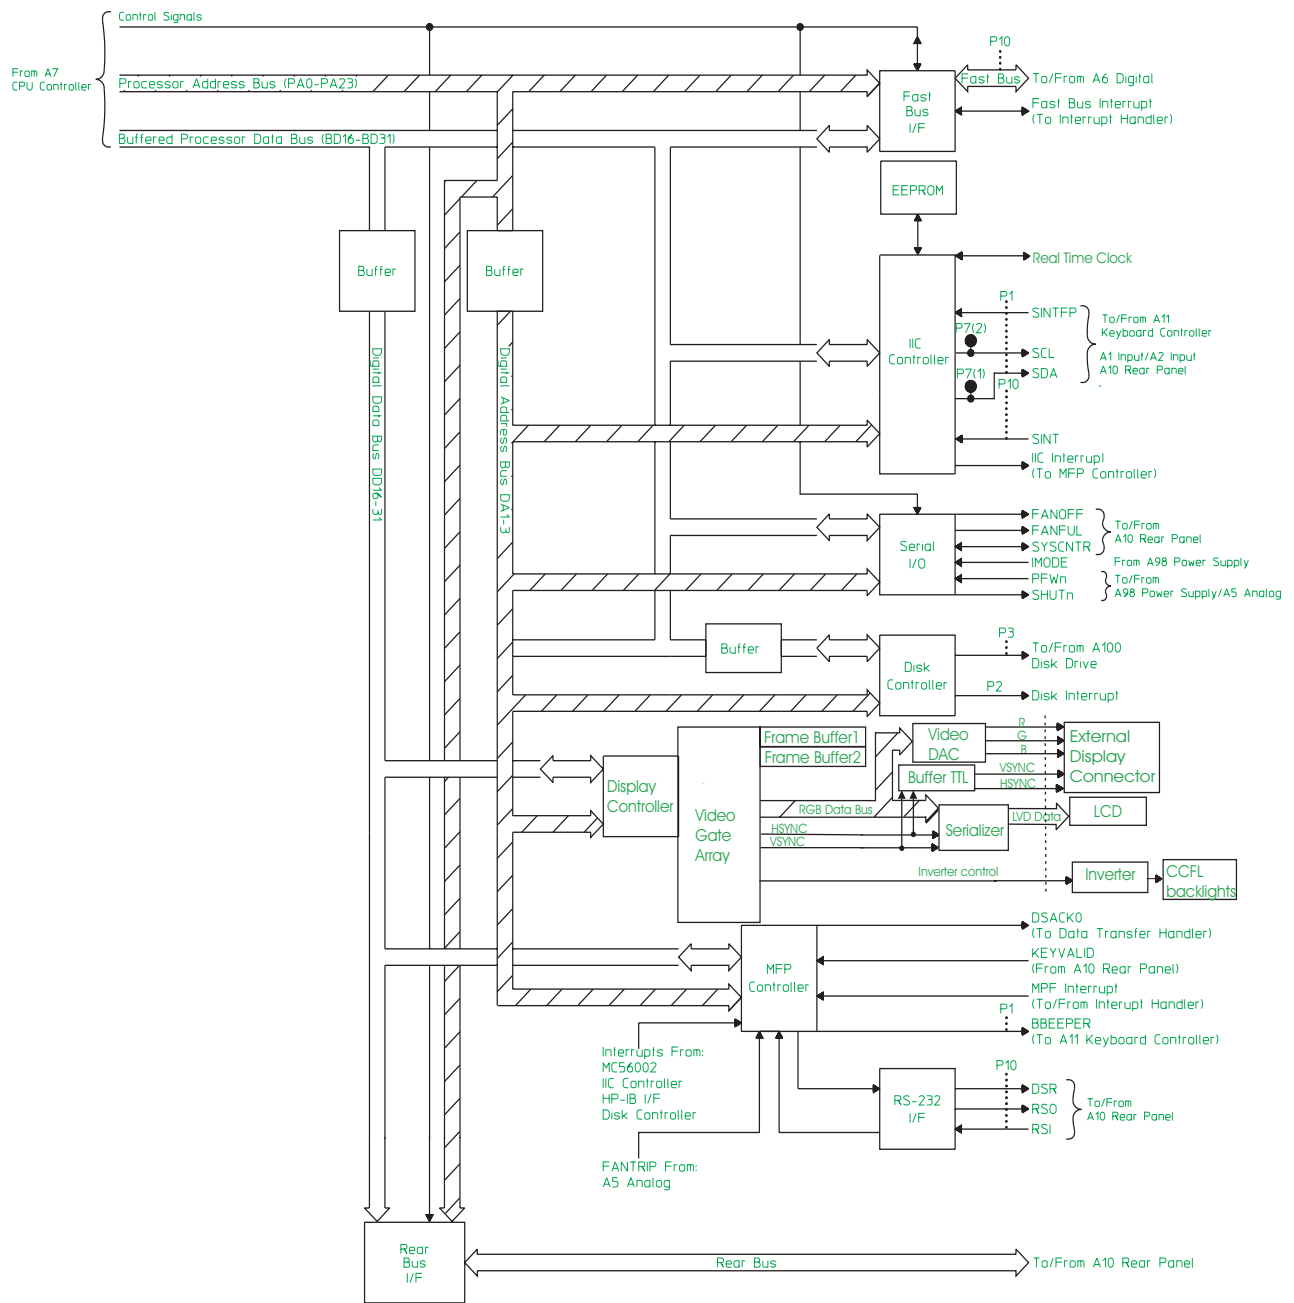 Control Signals
From A7
CPU Controller
Processor Address Bus (PA0-PA23)
Buffered Processor Data Bus (BD16-BD31)
P10
Fast Bus
To/From A6 Digital
Fast
Bus
I/F
Fast Bus Interrupt
(To Interrupt Handler)
EEPROM
Buffer
Buffer
Real Time Clock
P1
SINTFP
To/From A11
Keyboard Controller
P7(2)
IIC
Controller
SCL
A1 Input/A2 Input
A10 Rear Panel
P7(1)
SDA
P10
Digital Data Bus DD16-31
Digital Address Bus DA1-3
SINT
IIC Interrupl
(To MFP Controller)
FANOFF
FANFUL
To/From
A10 Rear Panel
Serial
I/O
SYSCNTR
IMODE
From A98 Power Supply
PFWn
To/From
A98 Power Supply/A5 Analog
SHUTn
Buffer
P3
To/From A100
Disk Drive
Disk
Controller
P2
Disk Interrupt
Frame Buffer1
Frame Buffer2
Video
DAC
R
G
B
External
Display
Connector
VSYNC
HSYNC
Buffer TTL
Display
Controller
Video
Gate
Array
RGB Data Bus
HSYNC
VSYNC
Serializer
LVD Data
LCD
Inverter control
Inverter
CCFL
backlights
DSACK0
(To Data Transfer Handler)
KEYVALID
(From A10 Rear Panel)
MFP
Controller
MPF Interrupt
(To/From Interupt Handler)
P1
BBEEPER
(To A11 Keyboard Controller)
Interrupts From:
MC56002
IIC Controller
HP-IB I/F
Disk Controller
P10
RS-232
I/F
DSR
RSO
RSI
To/From
A10 Rear Panel
FANTRIP From:
A5 Analog
Rear
Bus
I/F
Rear Bus
To/From A10 Rear Panel